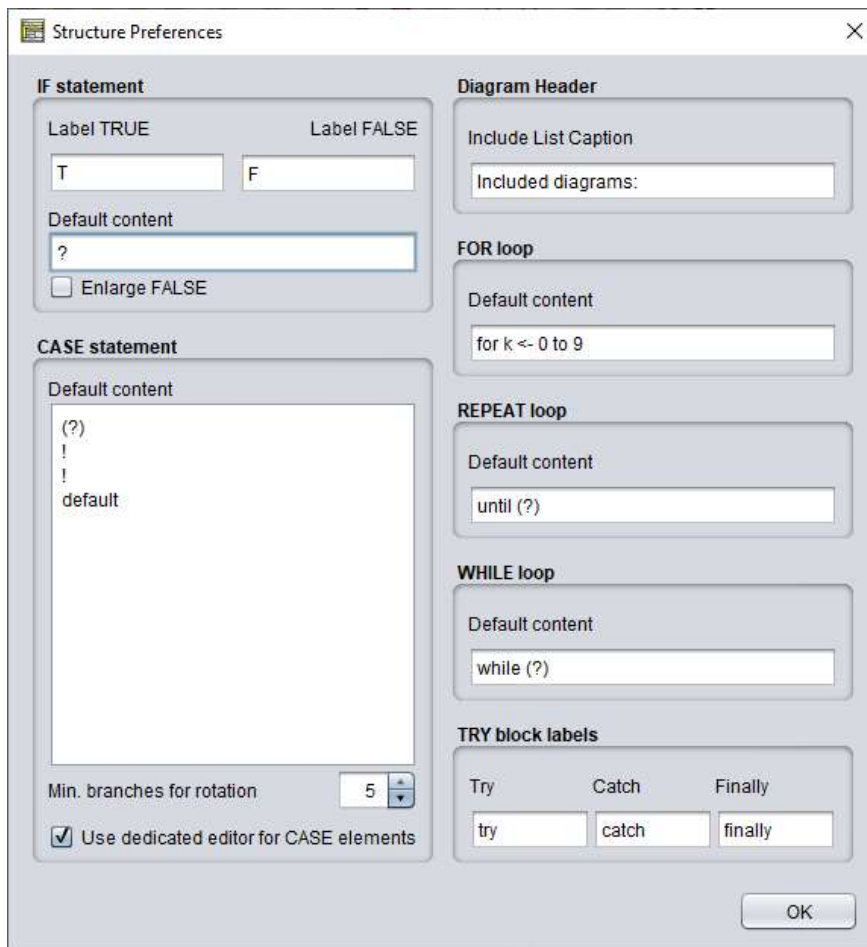 Structure Preferences
IF statement
Label TRUE Label FALSE
T F
Default content
?
Enlarge FALSE
CASE statement
Default content
(?)
!
!
default
Min. branches for rotation 5
Use dedicated editor for CASE elements
Diagram Header
Include List Caption
Included diagrams:
FOR loop
Default content
for k <- 0 to 9
REPEAT loop
Default content
until (?)
WHILE loop
Default content
while (?)
TRY block labels
Try Catch Finally
try catch finally
OK